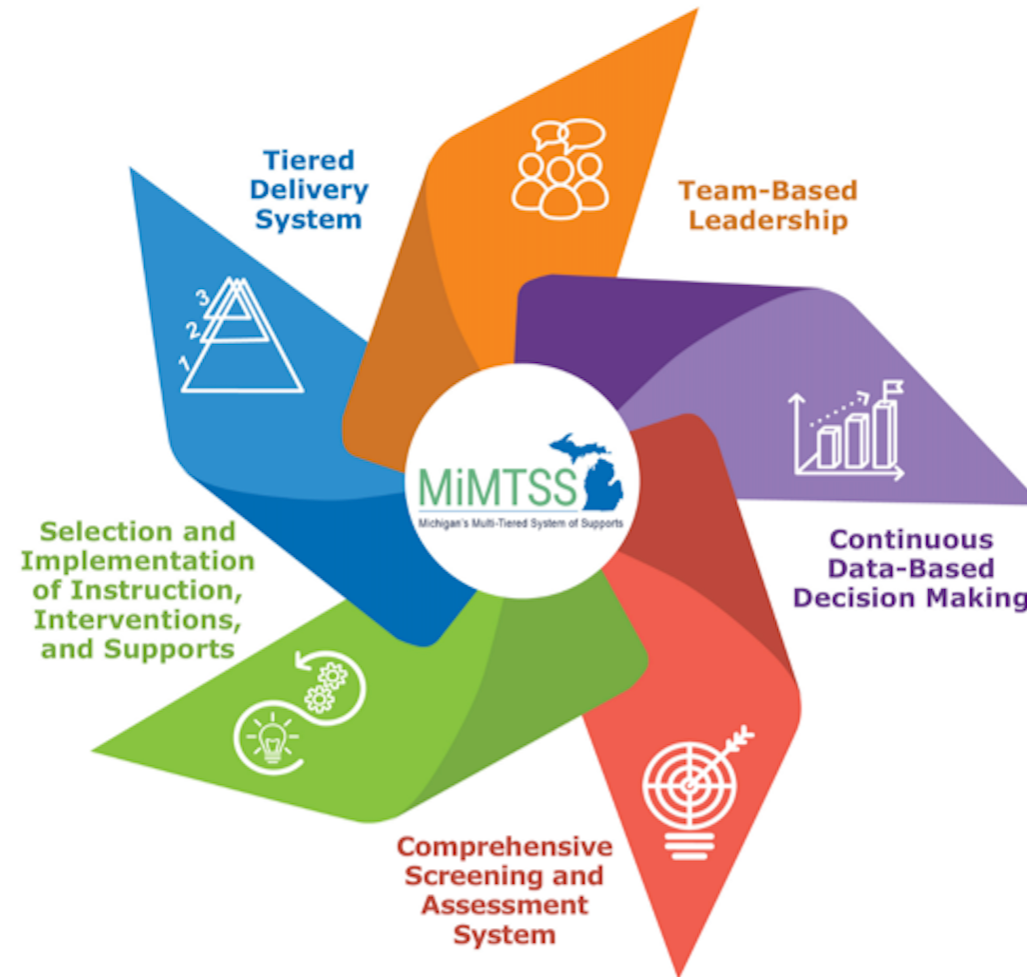 Team-Based
Leadership
Tiered
Delivery
System
3
2
1
MiMTSS
Michigan's Multi-Tiered System of Supports
Continuous
Data-Based
Decision Making
Selection and
Implementation
of Instruction,
Interventions,
and Supports
Comprehensive
Screening and
Assessment
System